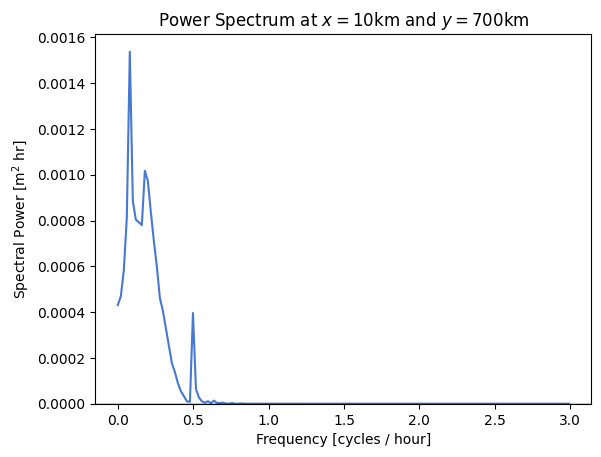 Power Spectrum at x = 10km and y = 700km
0.0016
0.0014
0.0012
0.0010
0.0008
0.0006
0.0004
0.0002
0.0000
Spectral Power [m² hr]
0.0 0.5 1.0 1.5 2.0 2.5 3.0
Frequency [cycles / hour]